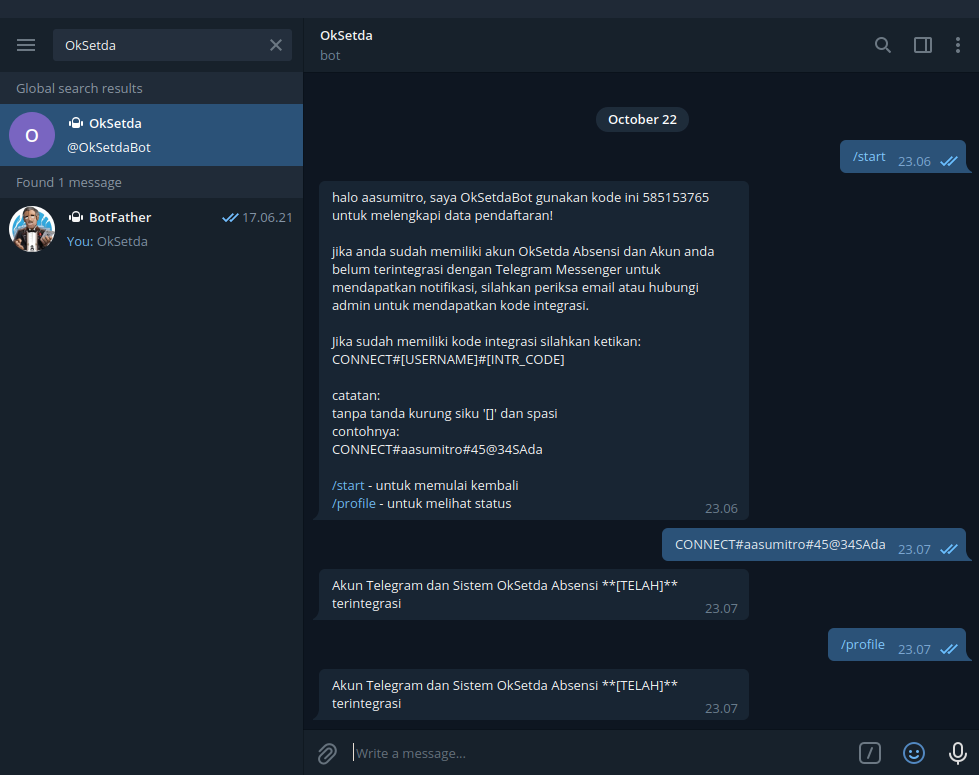 OkSetda
Global search results
O
OkSetda
@OkSetdaBot
Found 1 message
BotFather
17.06.21
You: OkSetda
OkSetda
bot
October 22
/start 23.06
halo aasumitro, saya OkSetdaBot gunakan kode ini 585153765
untuk melengkapi data pendaftaran!
jika anda sudah memiliki akun OkSetda Absensi dan Akun anda
belum terintegrasi dengan Telegram Messenger untuk
mendapatkan notifikasi, silahkan periksa email atau hubungi
admin untuk mendapatkan kode integrasi.
Jika sudah memiliki kode integrasi silahkan ketikan:
CONNECT#[USERNAME]#[INTR_CODE]
catatan:
tanpa tanda kurung siku '[]' dan spasi
contohnya:
CONNECT#aasumitro#45@34SAda
/start - untuk memulai kembali
/profile - untuk melihat status
23.06
CONNECT#aasumitro#45@34SAda 23.07
Akun Telegram dan Sistem OkSetda Absensi **[TELAH]**
terintegrasi
23.07
/profile 23.07
Akun Telegram dan Sistem OkSetda Absensi **[TELAH]**
terintegrasi
23.07
Write a message...